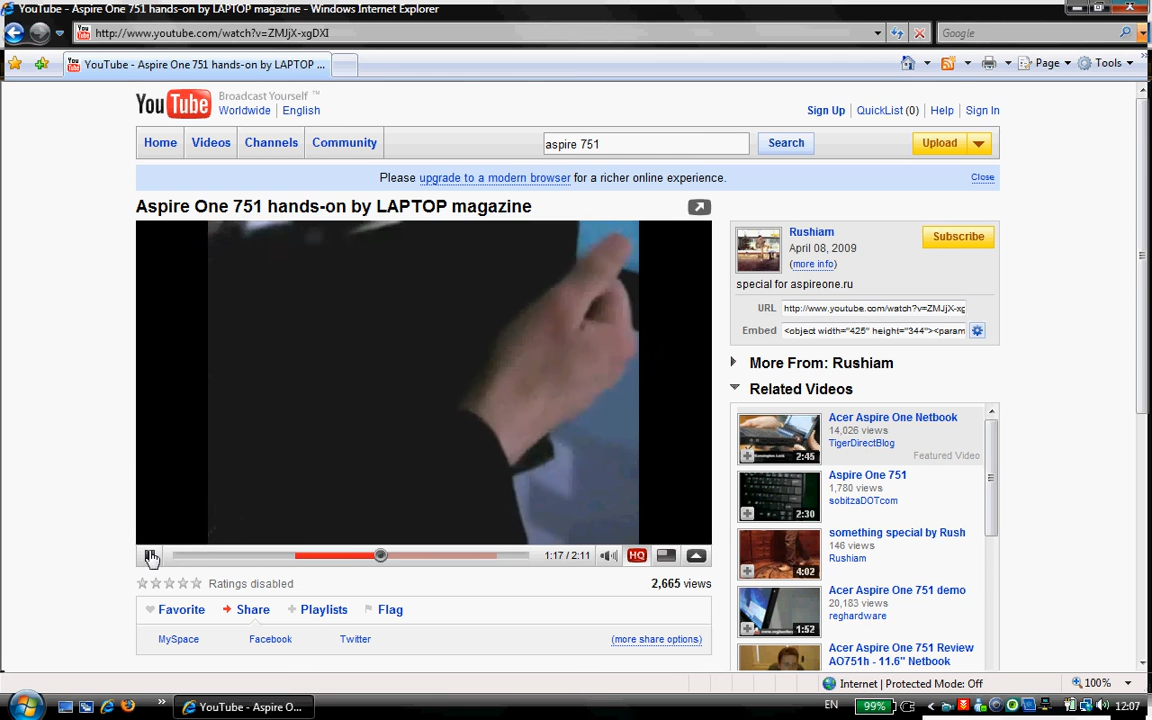 YouTube - Aspire One 751 hands-on by LAPTOP magazine - Windows Internet Explorer
http://www.youtube.com/watch?v=ZMJjX-xgDXI
Google
YouTube - Aspire One 751 hands-on by LAPTOP ...
Page
Tools
YouTube
Broadcast Yourself ™
Worldwide
English
Sign Up
QuickList (0)
Help
Sign In
Home
Videos
Channels
Community
aspire 751
Search
Upload
Please upgrade to a modern browser for a richer online experience.
Close
Aspire One 751 hands-on by LAPTOP magazine
Rushiam
April 08, 2009
(more info)
Subscribe
special for aspireone.ru
URL
http://www.youtube.com/watch?v=ZMJjX-xg
Embed
<object width="425" height="344"><param
More From: Rushiam
Related Videos
Acer Aspire One Netbook
14,026 views
TigerDirectBlog
2:45
Featured Video
Aspire One 751
1,780 views
sobitzaDOTcom
2:30
something special by Rush
146 views
Rushiam
4:02
Acer Aspire One 751 demo
20,183 views
reghardware
1:52
Acer Aspire One 751 Review
AO751h - 11.6" Netbook
1:17 / 2:11
HQ
Ratings disabled
2,665 views
Favorite
Share
Playlists
Flag
MySpace
Facebook
Twitter
(more share options)
Internet | Protected Mode: Off
100%
YouTube - Aspire O...
EN
99%
12:07